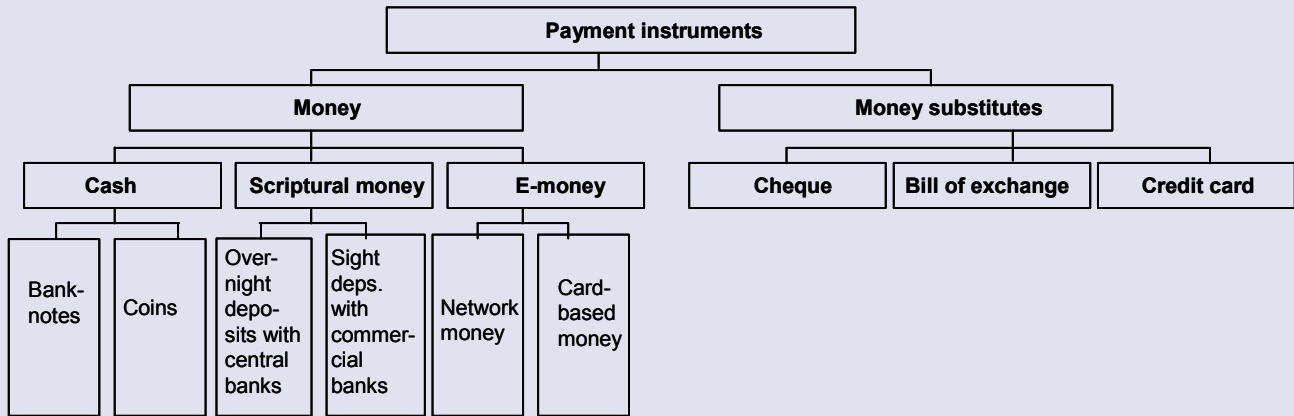 Payment instruments
Money
Money substitutes
Cash
Scriptural money
E-money
Cheque
Bill of exchange
Credit card
Bank-
notes
Coins
Over-
night
depo-
sits with
central
banks
Sight
deps.
with
commer-
cial
banks
Network
money
Card-
based
money